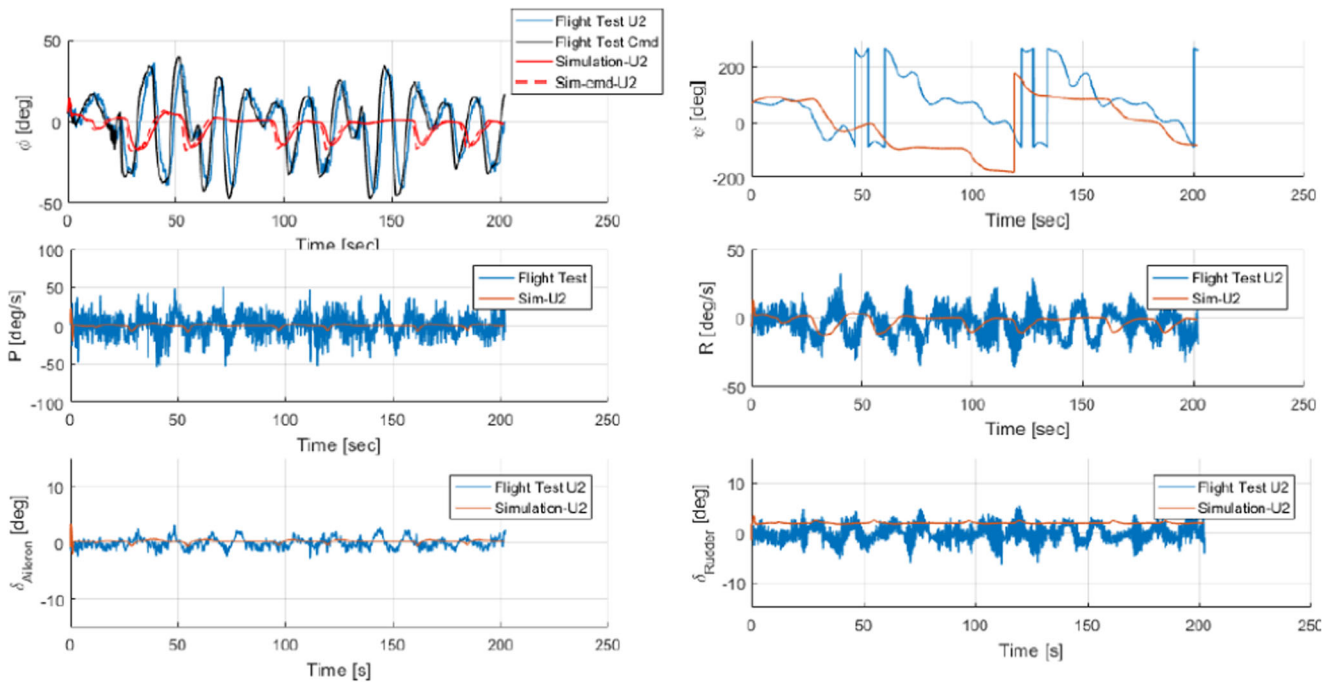 Flight Test U2
Flight Test Cmd
Simulation-U2
Sim-cmd-U2
50
0
-50
ϕ [deg]
0 50 100 150 200 250
Time [sec]
200
0
-200
ψ [deg]
0 50 100 150 200 250
Time [sec]
Flight Test
Sim-U2
100
50
0
-50
-100
P [deg/s]
0 50 100 150 200 250
Time [sec]
Flight Test U2
Sim-U2
50
0
-50
R [deg/s]
0 50 100 150 200 250
Time [sec]
Flight Test U2
Simulation-U2
10
0
-10
δAileron [deg]
0 50 100 150 200 250
Time [s]
Flight Test U2
Simulation-U2
10
0
-10
δRudder [deg]
0 50 100 150 200 250
Time [s]